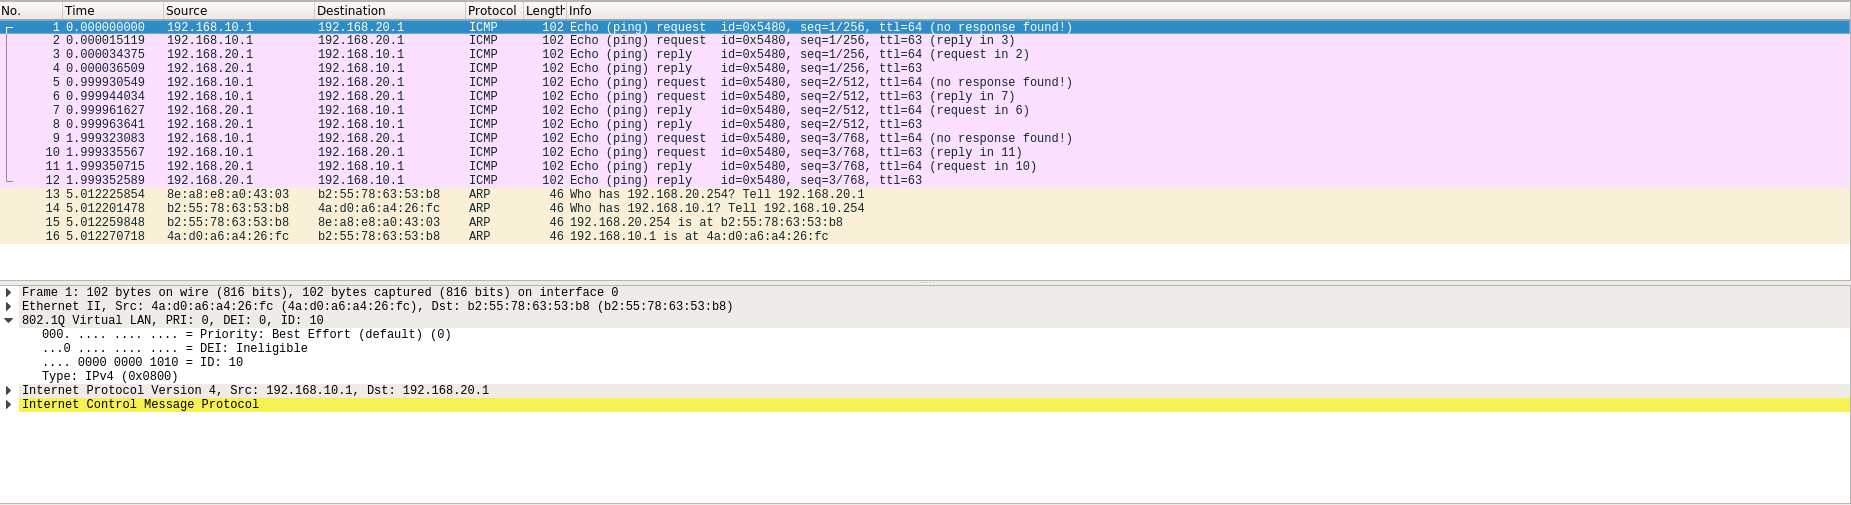 No. Time Source Destination Protocol Length Info
1 0.000000000 192.168.10.1 192.168.20.1 ICMP 102 Echo (ping) request id=0x5480, seq=1/256, ttl=64 (no response found!)
2 0.000015119 192.168.10.1 192.168.20.1 ICMP 102 Echo (ping) request id=0x5480, seq=1/256, ttl=63 (reply in 3)
3 0.000034375 192.168.20.1 192.168.10.1 ICMP 102 Echo (ping) reply id=0x5480, seq=1/256, ttl=64 (request in 2)
4 0.000036509 192.168.20.1 192.168.10.1 ICMP 102 Echo (ping) reply id=0x5480, seq=1/256, ttl=63
5 0.999930549 192.168.10.1 192.168.20.1 ICMP 102 Echo (ping) request id=0x5480, seq=2/512, ttl=64 (no response found!)
6 0.999944034 192.168.10.1 192.168.20.1 ICMP 102 Echo (ping) request id=0x5480, seq=2/512, ttl=63 (reply in 7)
7 0.999961627 192.168.20.1 192.168.10.1 ICMP 102 Echo (ping) reply id=0x5480, seq=2/512, ttl=64 (request in 6)
8 0.999963641 192.168.20.1 192.168.10.1 ICMP 102 Echo (ping) reply id=0x5480, seq=2/512, ttl=63
9 1.999323083 192.168.10.1 192.168.20.1 ICMP 102 Echo (ping) request id=0x5480, seq=3/768, ttl=64 (no response found!)
10 1.999335567 192.168.10.1 192.168.20.1 ICMP 102 Echo (ping) request id=0x5480, seq=3/768, ttl=63 (reply in 11)
11 1.999350715 192.168.20.1 192.168.10.1 ICMP 102 Echo (ping) reply id=0x5480, seq=3/768, ttl=64 (request in 10)
12 1.999352589 192.168.20.1 192.168.10.1 ICMP 102 Echo (ping) reply id=0x5480, seq=3/768, ttl=63
13 5.012225854 8e:a8:e8:a0:43:03 b2:55:78:63:53:b8 ARP 46 Who has 192.168.20.254? Tell 192.168.20.1
14 5.012201478 b2:55:78:63:53:b8 4a:d0:a6:a4:26:fc ARP 46 Who has 192.168.10.1? Tell 192.168.10.254
15 5.012259848 b2:55:78:63:53:b8 8e:a8:e8:a0:43:03 ARP 46 192.168.20.254 is at b2:55:78:63:53:b8
16 5.012270718 4a:d0:a6:a4:26:fc b2:55:78:63:53:b8 ARP 46 192.168.10.1 is at 4a:d0:a6:a4:26:fc
Frame 1: 102 bytes on wire (816 bits), 102 bytes captured (816 bits) on interface 0
Ethernet II, Src: 4a:d0:a6:a4:26:fc (4a:d0:a6:a4:26:fc), Dst: b2:55:78:63:53:b8 (b2:55:78:63:53:b8)
802.1Q Virtual LAN, PRI: 0, DEI: 0, ID: 10
000. .... .... .... = Priority: Best Effort (default) (0)
...0 .... .... .... = DEI: Ineligible
.... 0000 0000 1010 = ID: 10
Type: IPv4 (0x0800)
Internet Protocol Version 4, Src: 192.168.10.1, Dst: 192.168.20.1
Internet Control Message Protocol